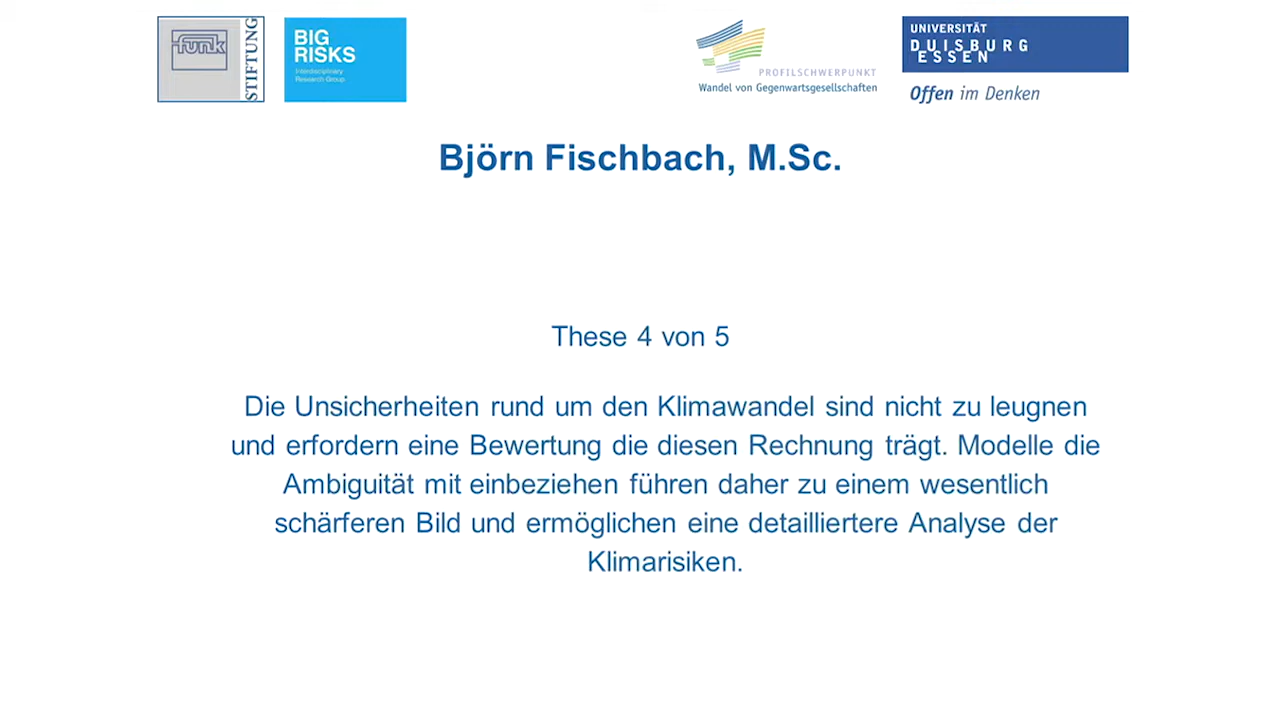 funk
STIFTUNG
BIG
RISKS
Interdisciplinary
Research Group
PROFILSCHWERPUNKT
Wandel von Gegenwartsgesellschaften
UNIVERSITÄT
DUISBURG
ESSEN
Offen im Denken
Björn Fischbach, M.Sc.
These 4 von 5
Die Unsicherheiten rund um den Klimawandel sind nicht zu leugnen
und erfordern eine Bewertung die diesen Rechnung trägt. Modelle die
Ambiguität mit einbeziehen führen daher zu einem wesentlich
schärferen Bild und ermöglichen eine detailliertere Analyse der
Klimarisiken.